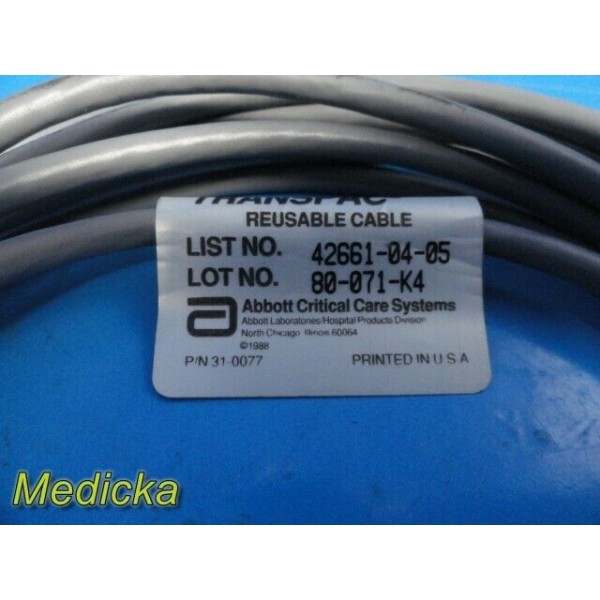 TRANSPAC
REUSABLE CABLE
LIST NO. 42661-04-05
LOT NO. 80-071-K4
Abbott Critical Care Systems
Abbott Laboratories/Hospital Products Division
North Chicago, Illinois 60064
©1988
P/N 31-0077 PRINTED IN U S A
Medicka